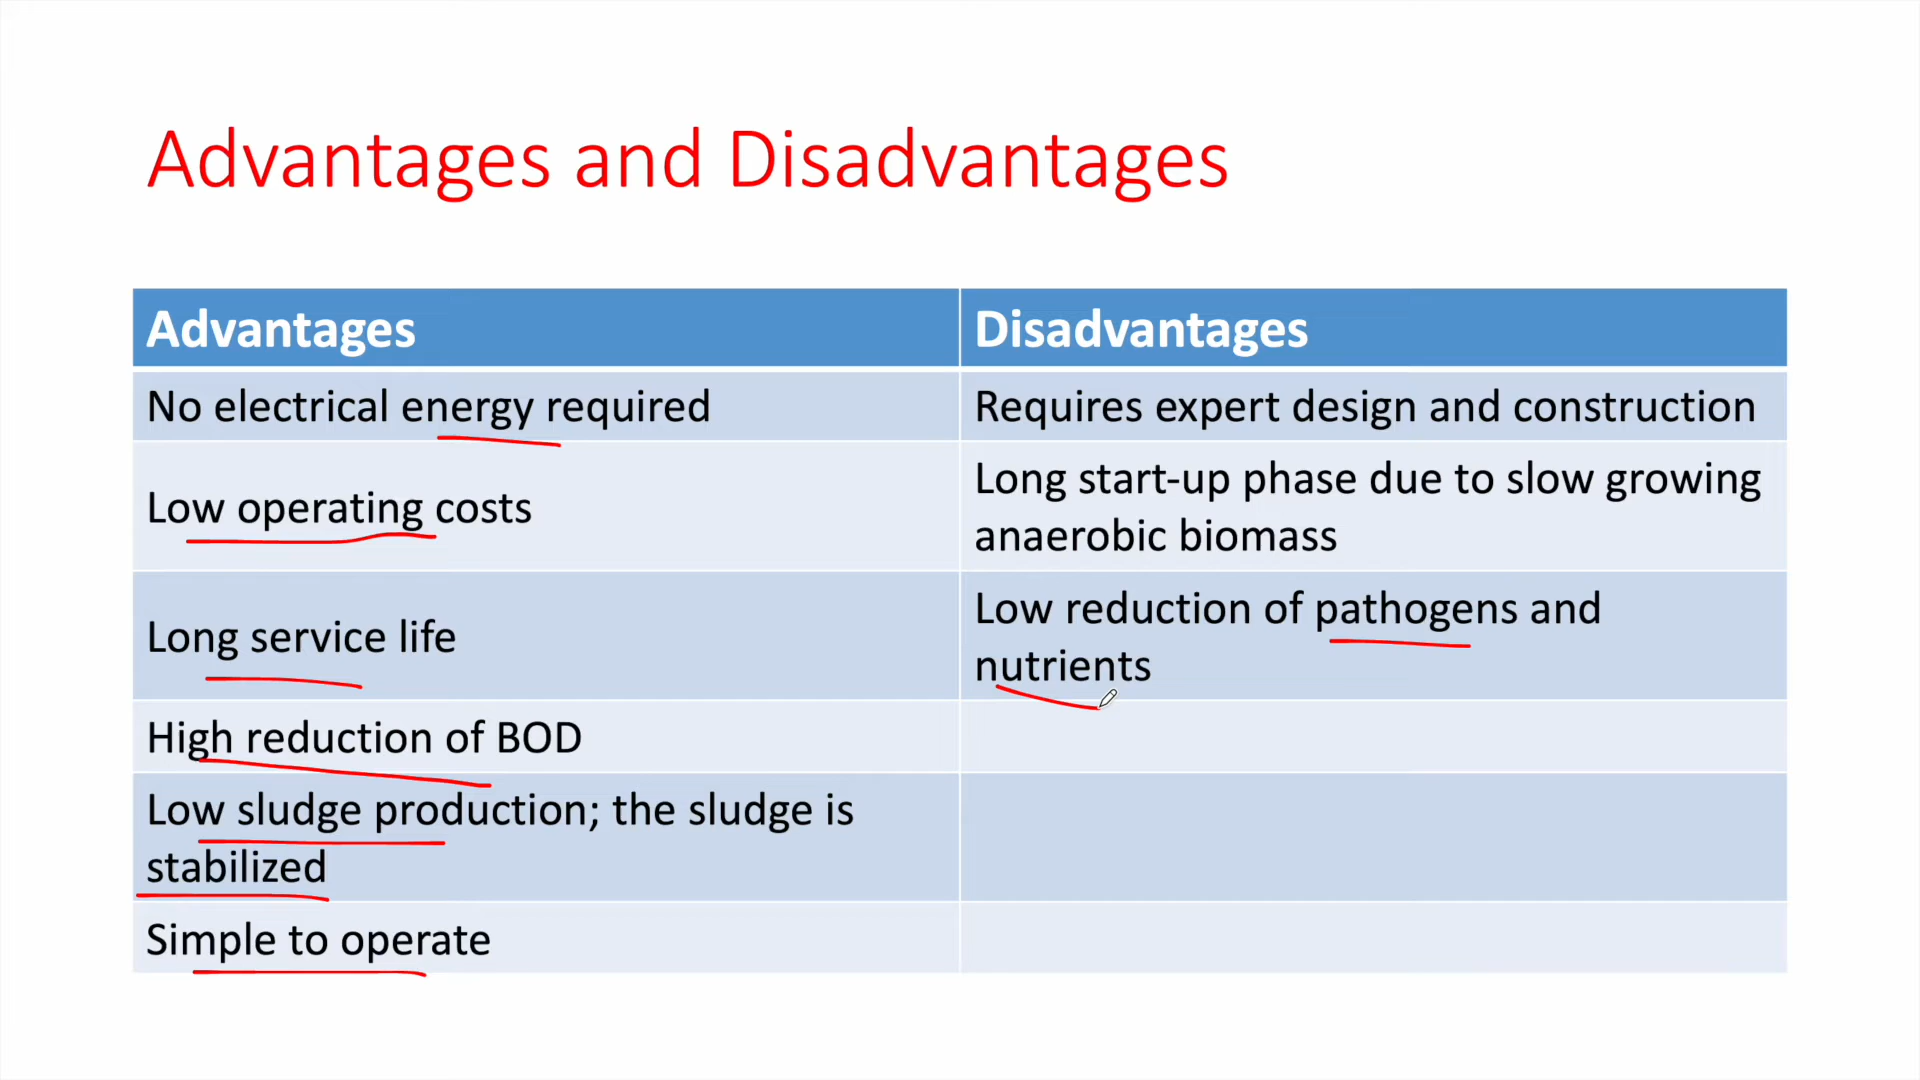 Advantages and Disadvantages
Advantages
Disadvantages
No electrical energy required
Requires expert design and construction
Low operating costs
Long start-up phase due to slow growing
anaerobic biomass
Long service life
Low reduction of pathogens and
nutrients
High reduction of BOD
Low sludge production; the sludge is
stabilized
Simple to operate